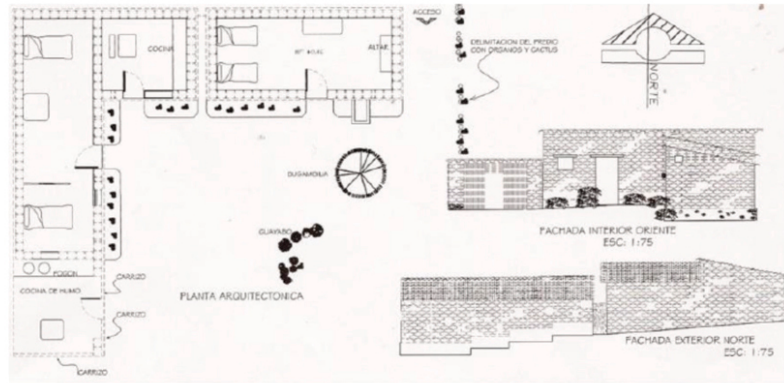 ACCESO
COCINA
ALTAR
DELIMITACION DEL PREDIO
CON ORGANOS Y CACTUS
NORTE
BUGAMBILIA
GUAYABO
FACHADA INTERIOR ORIENTE
ESC: 1:75
FOGON
CARRIZO
COCINA DE HUMO
PLANTA ARQUITECTONICA
CARRIZO
FACHADA EXTERIOR NORTE
ESC: 1:75
CARRIZO